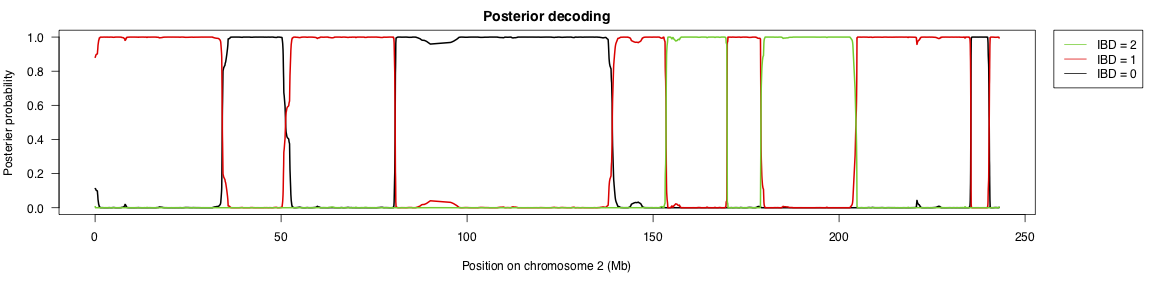 Posterior decoding
Posterier probability
1.0
0.8
0.6
0.4
0.2
0.0
0 50 100 150 200 250
Position on chromosome 2 (Mb)
IBD = 2
IBD = 1
IBD = 0